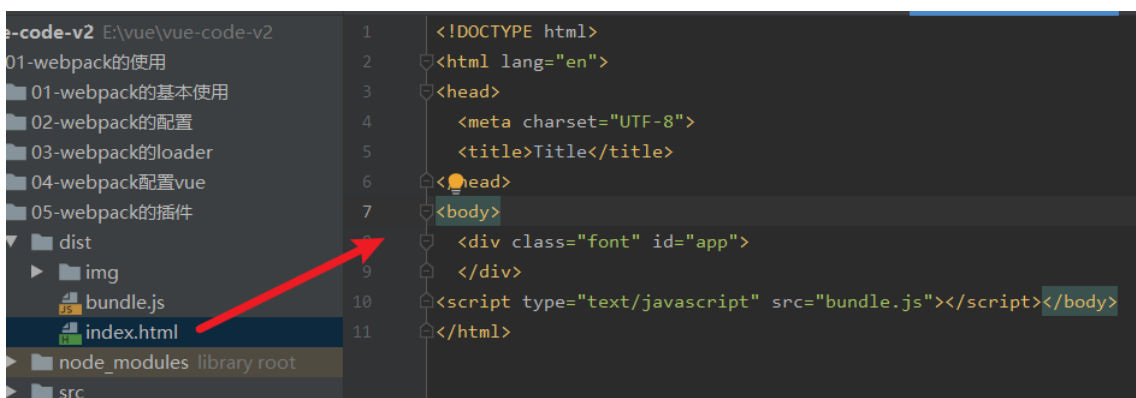 e-code-v2 E:\vue\vue-code-v2
01-webpack的使用
01-webpack的基本使用
02-webpack的配置
03-webpack的loader
04-webpack配置vue
05-webpack的插件
dist
img
bundle.js
index.html
node_modules library root
src
1 <!DOCTYPE html>
2 <html lang="en">
3 <head>
4 <meta charset="UTF-8">
5 <title>Title</title>
6 <head>
7 <body>
8 <div class="font" id="app">
9 </div>
10 <script type="text/javascript" src="bundle.js"></script></body>
11 </html>